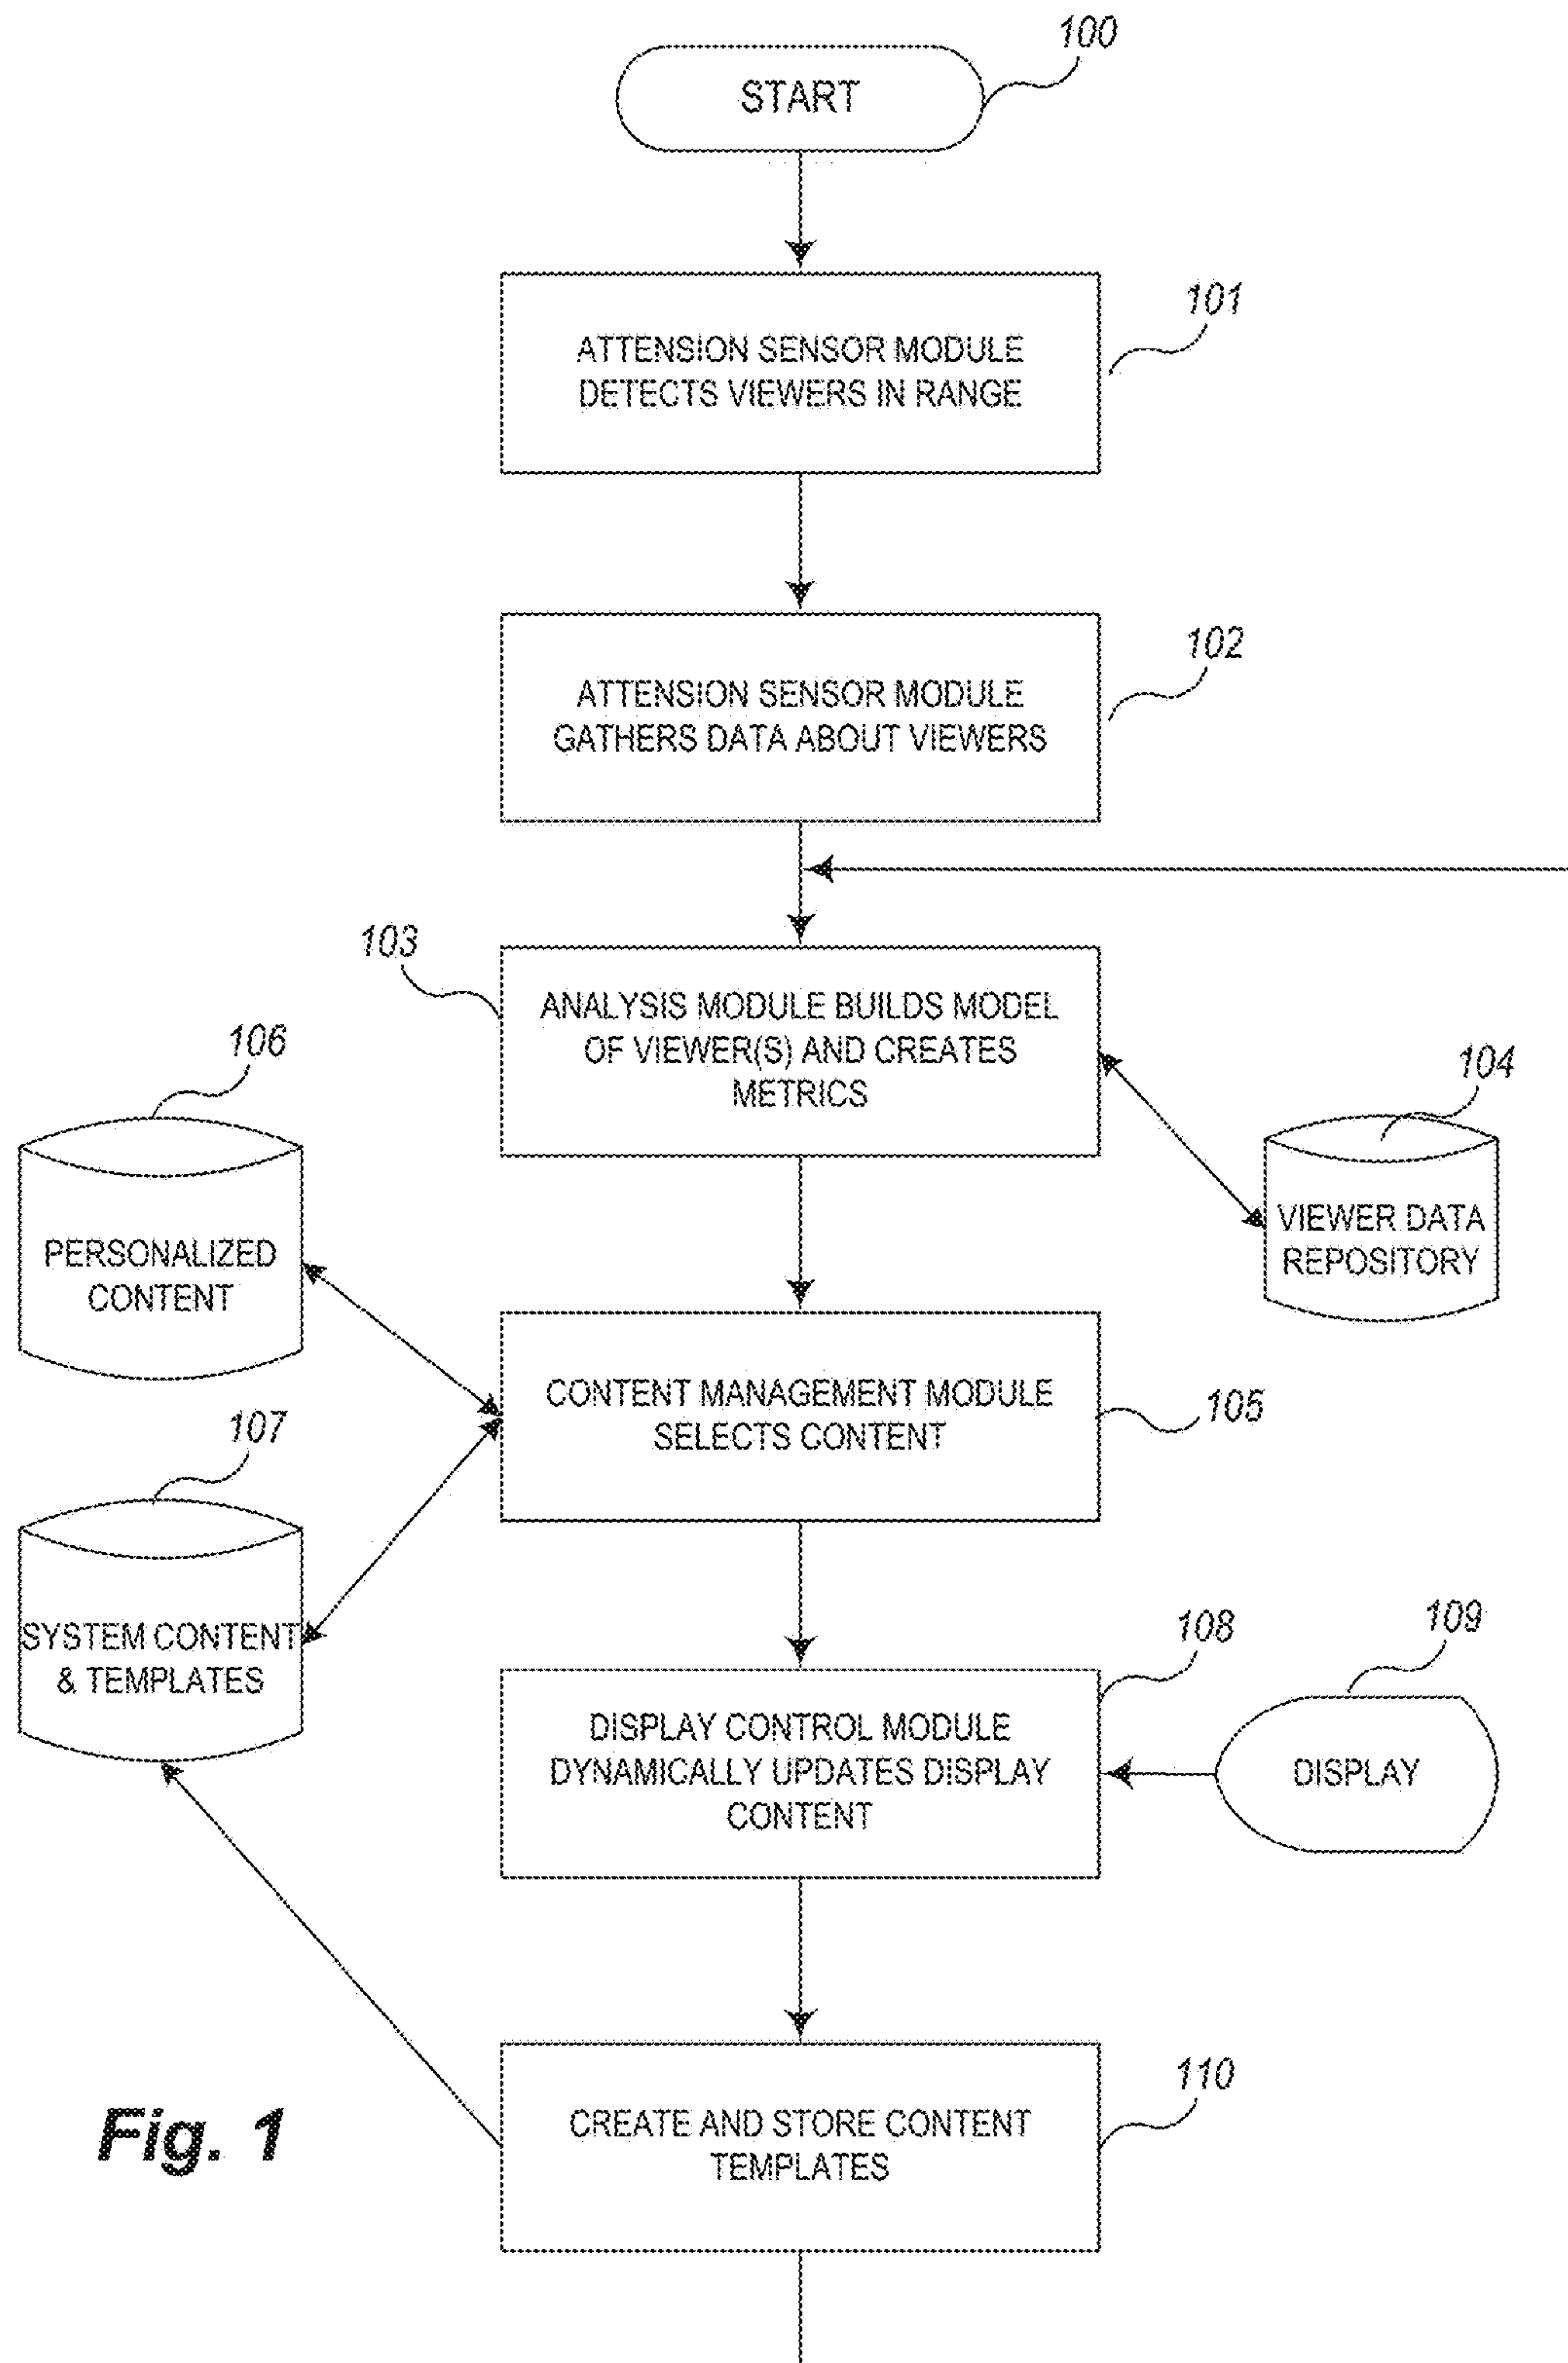 100
START
101
ATTENSION SENSOR MODULE
DETECTS VIEWERS IN RANGE
102
ATTENSION SENSOR MODULE
GATHERS DATA ABOUT VIEWERS
103
ANALYSIS MODULE BUILDS MODEL
OF VIEWER(S) AND CREATES
METRICS
104
VIEWER DATA
REPOSITORY
106
PERSONALIZED
CONTENT
CONTENT MANAGEMENT MODULE
SELECTS CONTENT
105
107
SYSTEM CONTENT
& TEMPLATES
108
DISPLAY CONTROL MODULE
DYNAMICALLY UPDATES DISPLAY
CONTENT
109
DISPLAY
110
CREATE AND STORE CONTENT
TEMPLATES
Fig. 1